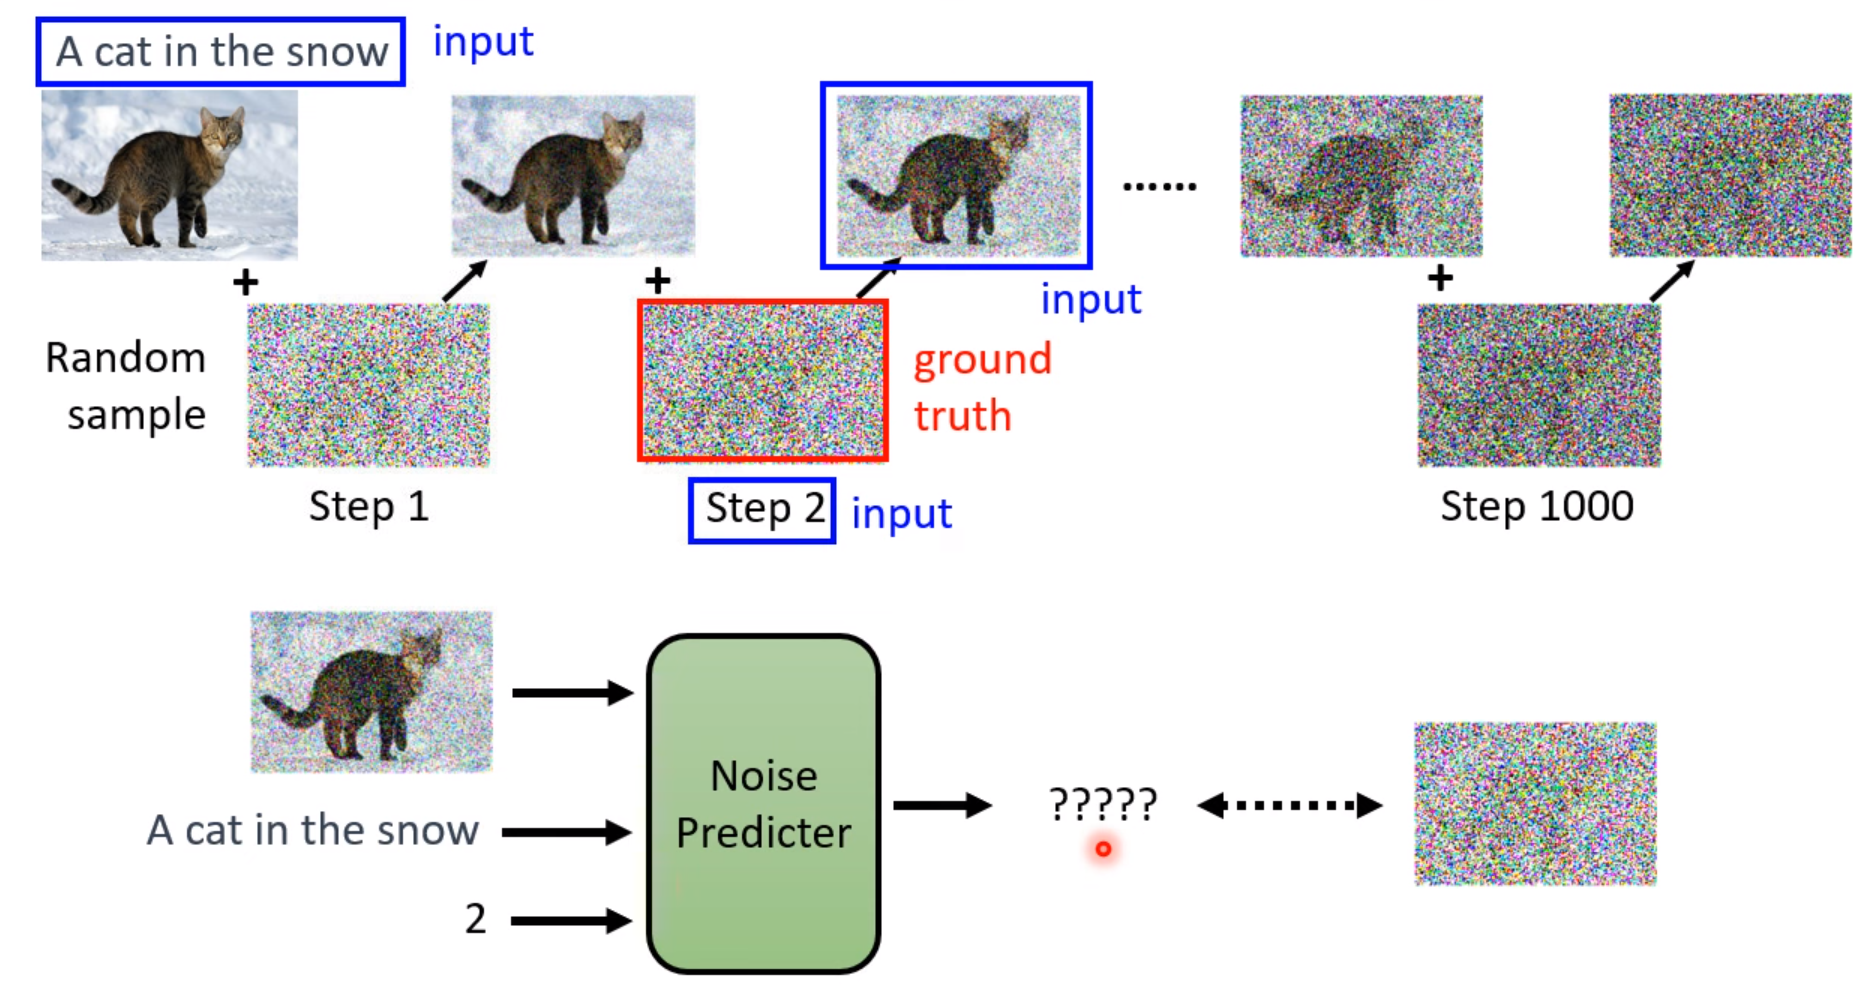 A cat in the snow
input
input
Random
sample
ground
truth
Step 1
Step 2
input
Step 1000
A cat in the snow
2
Noise
Predicter
?????